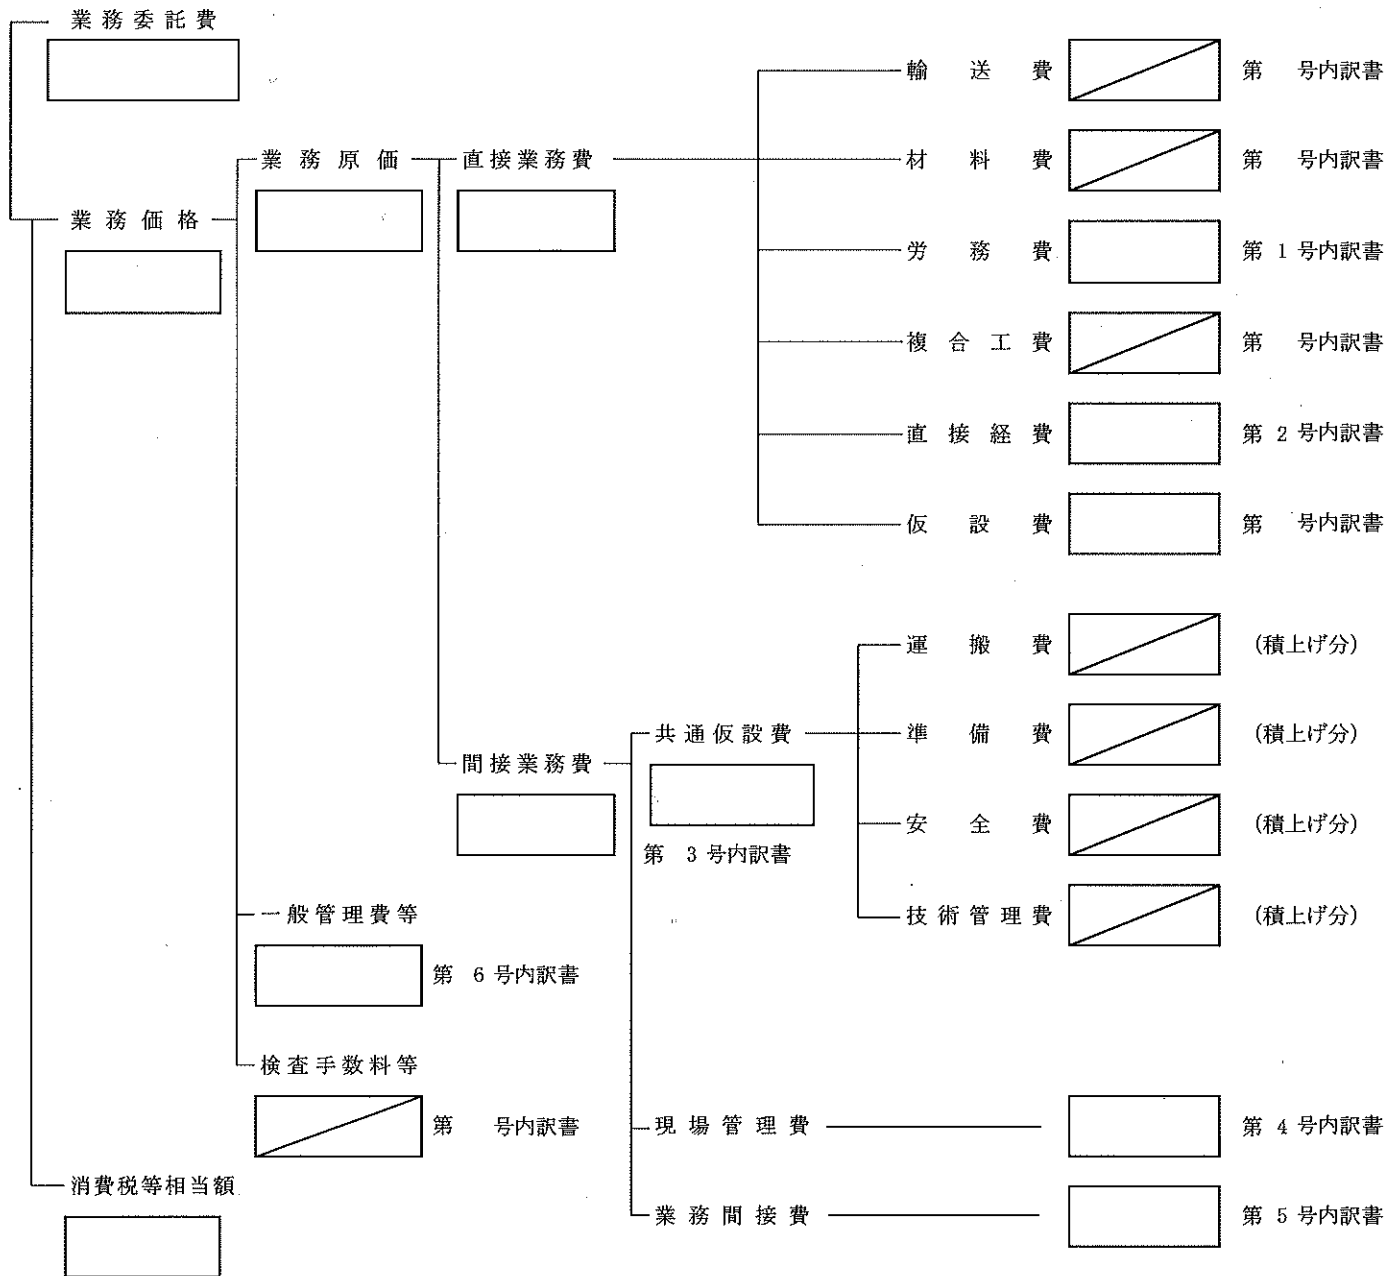 業務委託費
輸送費 第 号内訳書
業務原価 直接業務費 材料費 第 号内訳書
業務価格
労務費 第 1 号内訳書
複合工費 第 号内訳書
直接経費 第 2 号内訳書
仮設費 第 号内訳書
運搬費 (積上げ分)
共通仮設費 準備費 (積上げ分)
間接業務費
安全費 (積上げ分)
第 3 号内訳書
一般管理費等 技術管理費 (積上げ分)
第 6 号内訳書
検査手数料等
第 号内訳書 現場管理費 第 4 号内訳書
消費税等相当額
業務間接費 第 5 号内訳書